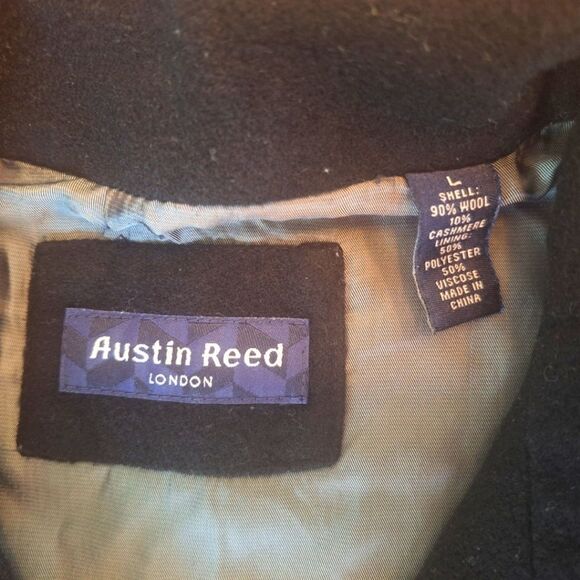 Austin Reed
LONDON
L
SHELL:
90% WOOL
10%
CASHMERE
LINING:
50%
POLYESTER
50%
VISCOSE
MADE IN
CHINA